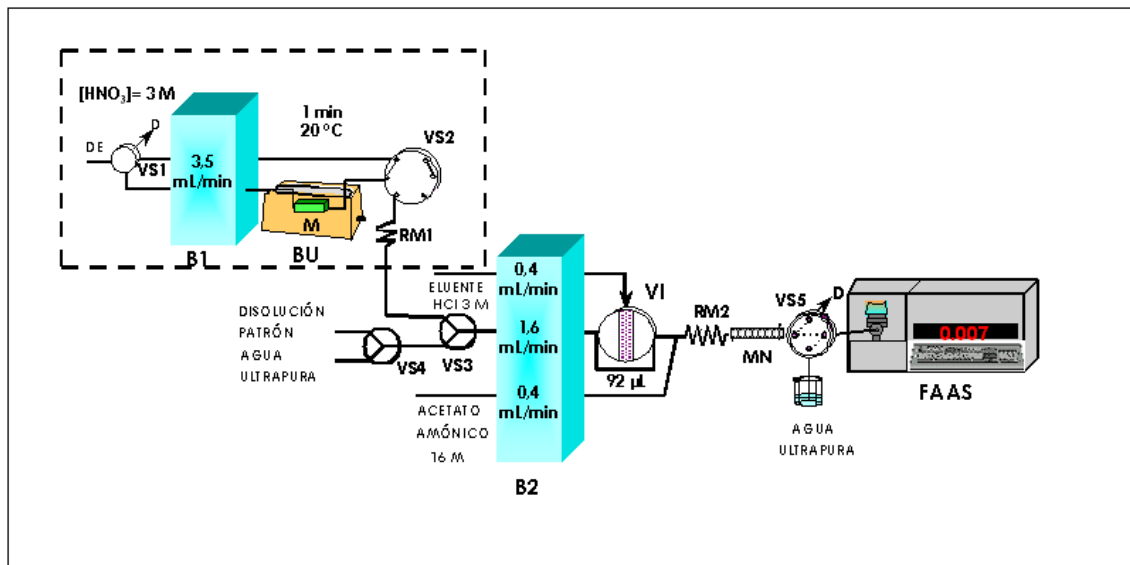 [HNO3]= 3 M
1 min
20 ºC
D
DE
VS1
3,5
mL/min
VS2
M
B1
BU
RM1
0,4
mL/min
ELUENTE
HCl 3 M
VI
DISOLUCIÓN
PATRÓN
AGUA
ULTRAPURA
VS4
VS3
1,6
mL/min
92 µL
RM2
MN
VS5
D
0.007
FAAS
0,4
mL/min
ACETATO
AMÓNICO
16 M
AGUA
ULTRAPURA
B2